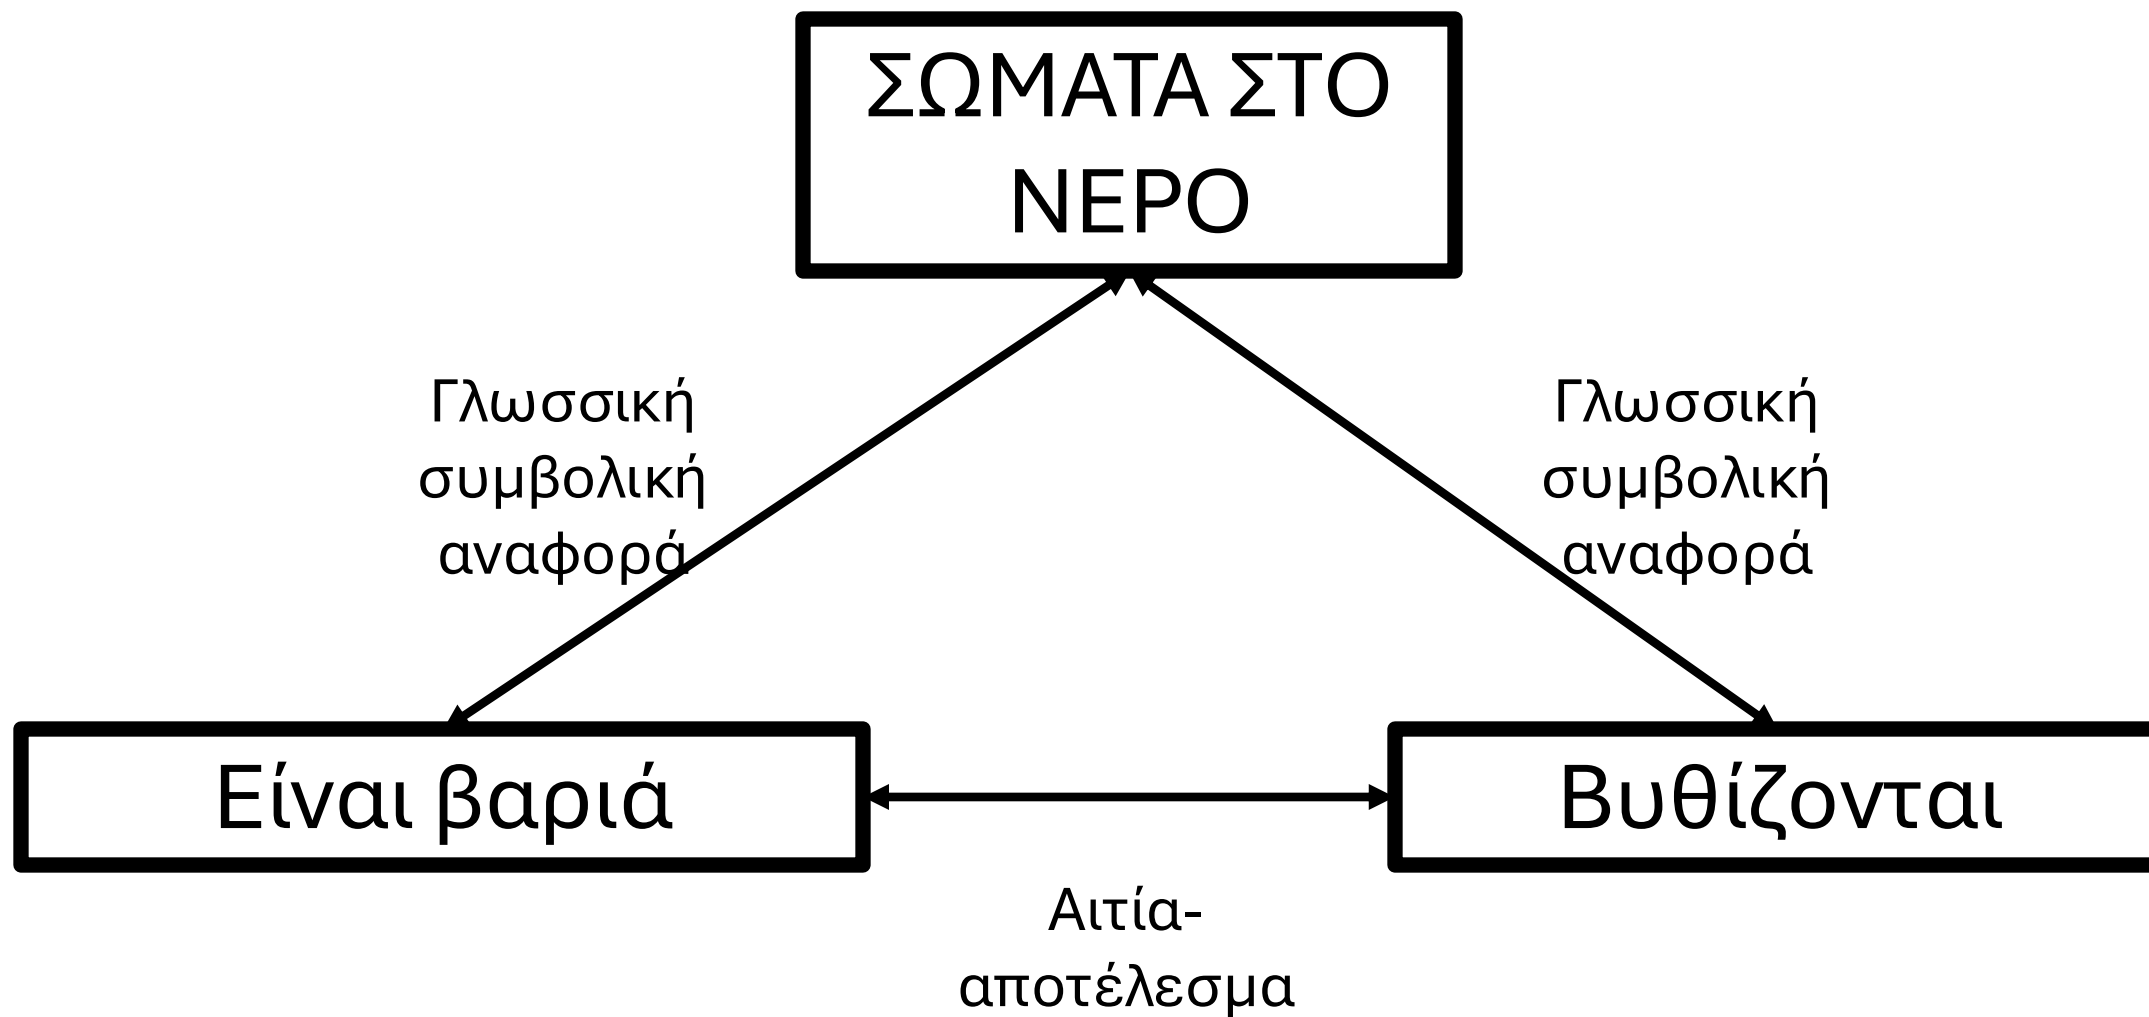 ΣΩΜΑΤΑ ΣΤΟ
ΝΕΡΟ
Γλωσσική
συμβολική
αναφορά
Γλωσσική
συμβολική
αναφορά
Είναι βαριά
Βυθίζονται
Αιτία-
αποτέλεσμα